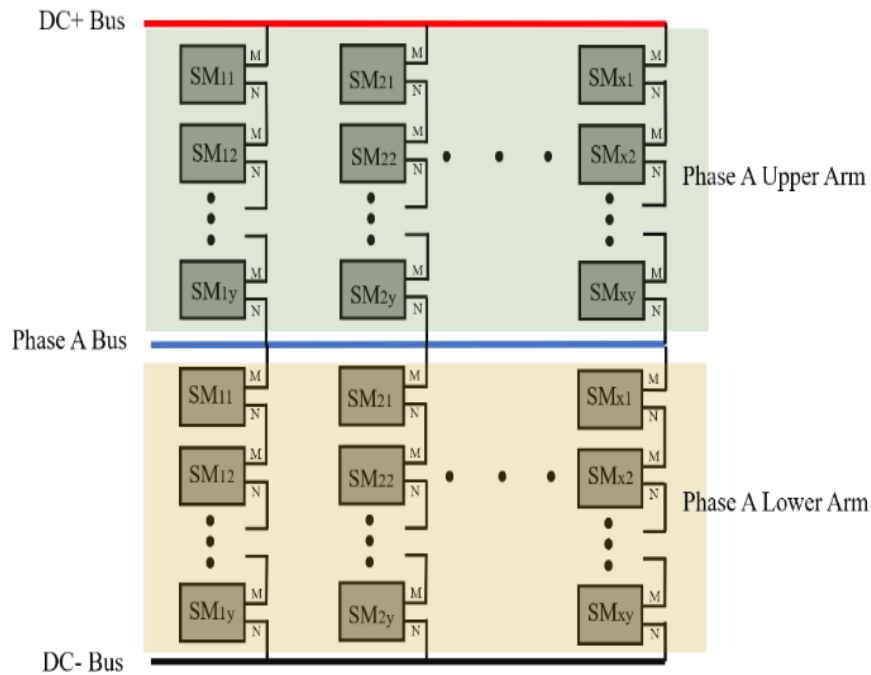 DC+ Bus
M M M
SM11 SM21 SMx1
N N N
M M M
SM12 SM22 SMx2
N N N
Phase A Upper Arm
M M M
SM1y SM2y SMxy
N N N
Phase A Bus
M M M
SM11 SM21 SMx1
N N N
M M M
SM12 SM22 SMx2
N N N
Phase A Lower Arm
M M M
SM1y SM2y SMxy
N N N
DC- Bus